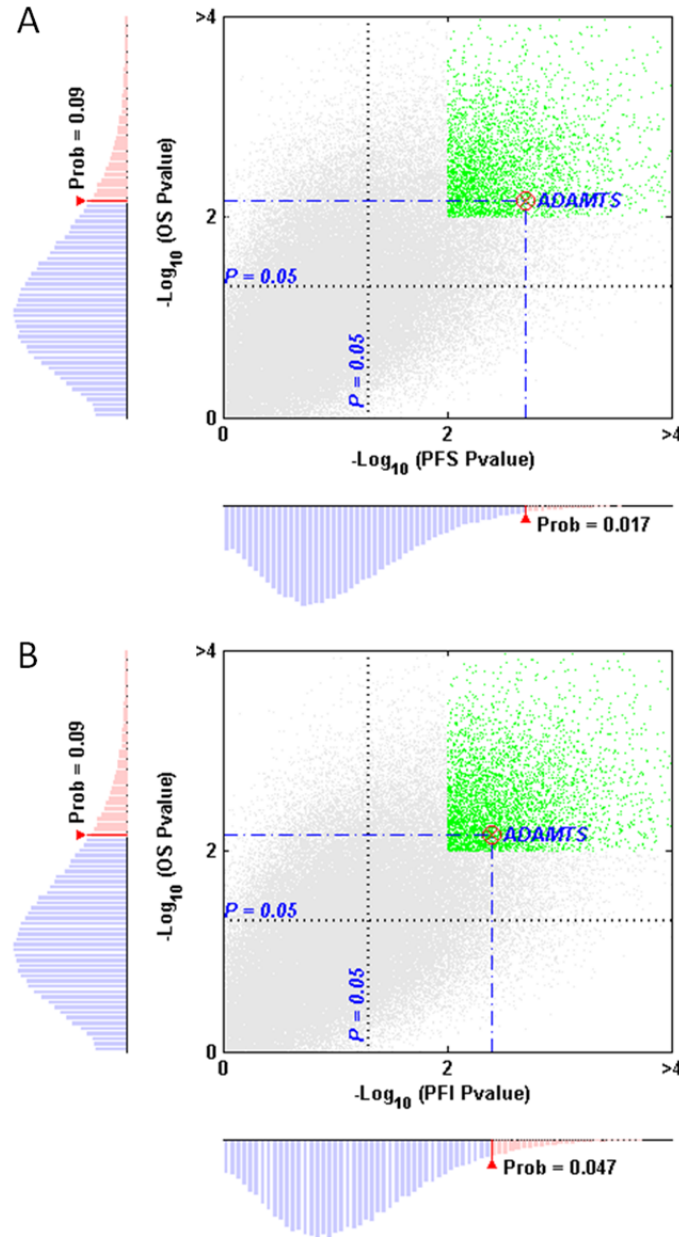 A
>4
Prob = 0.09
-Log10 (OS Pvalue)
2
ADAMTS
P = 0.05
P = 0.05
0
0
2
>4
-Log10 (PFS Pvalue)
Prob = 0.017
B
>4
Prob = 0.09
-Log10 (OS Pvalue)
2
ADAMTS
P = 0.05
P = 0.05
0
0
2
>4
-Log10 (PFI Pvalue)
Prob = 0.047